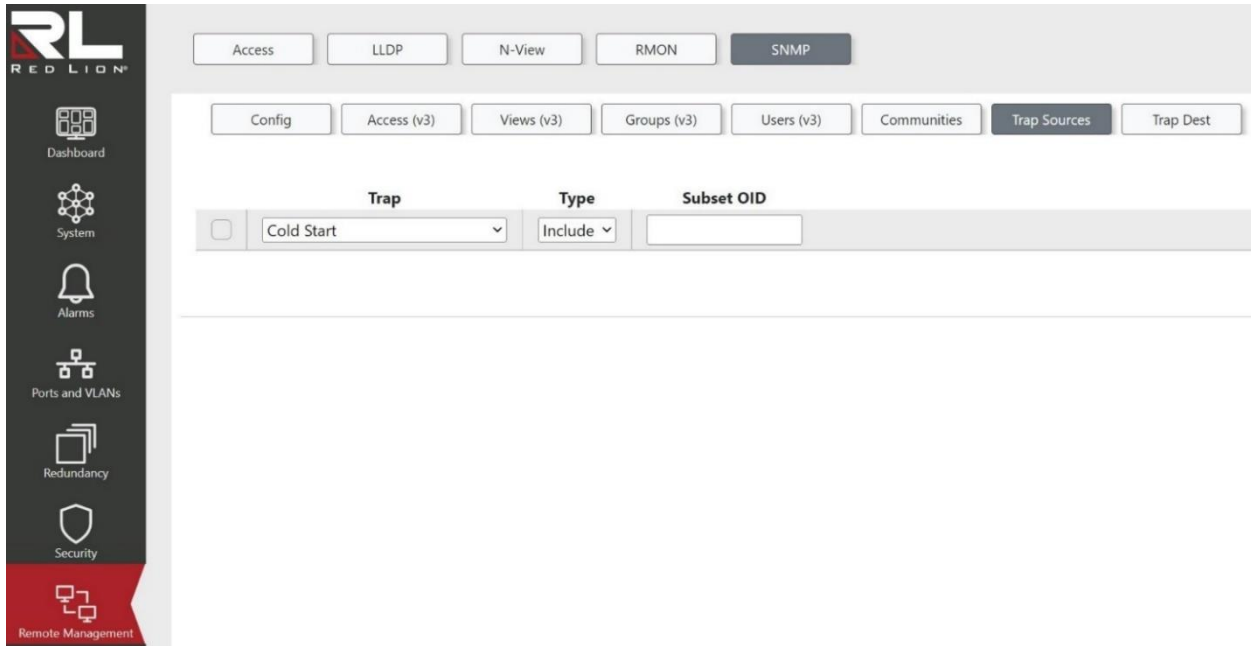 RL
RED LION®
Access LLDP N-View RMON SNMP
Config Access (v3) Views (v3) Groups (v3) Users (v3) Communities Trap Sources Trap Dest
Dashboard
System
Alarms
Ports and VLANs
Redundancy
Security
Remote Management
Trap Type Subset OID
Cold Start Include